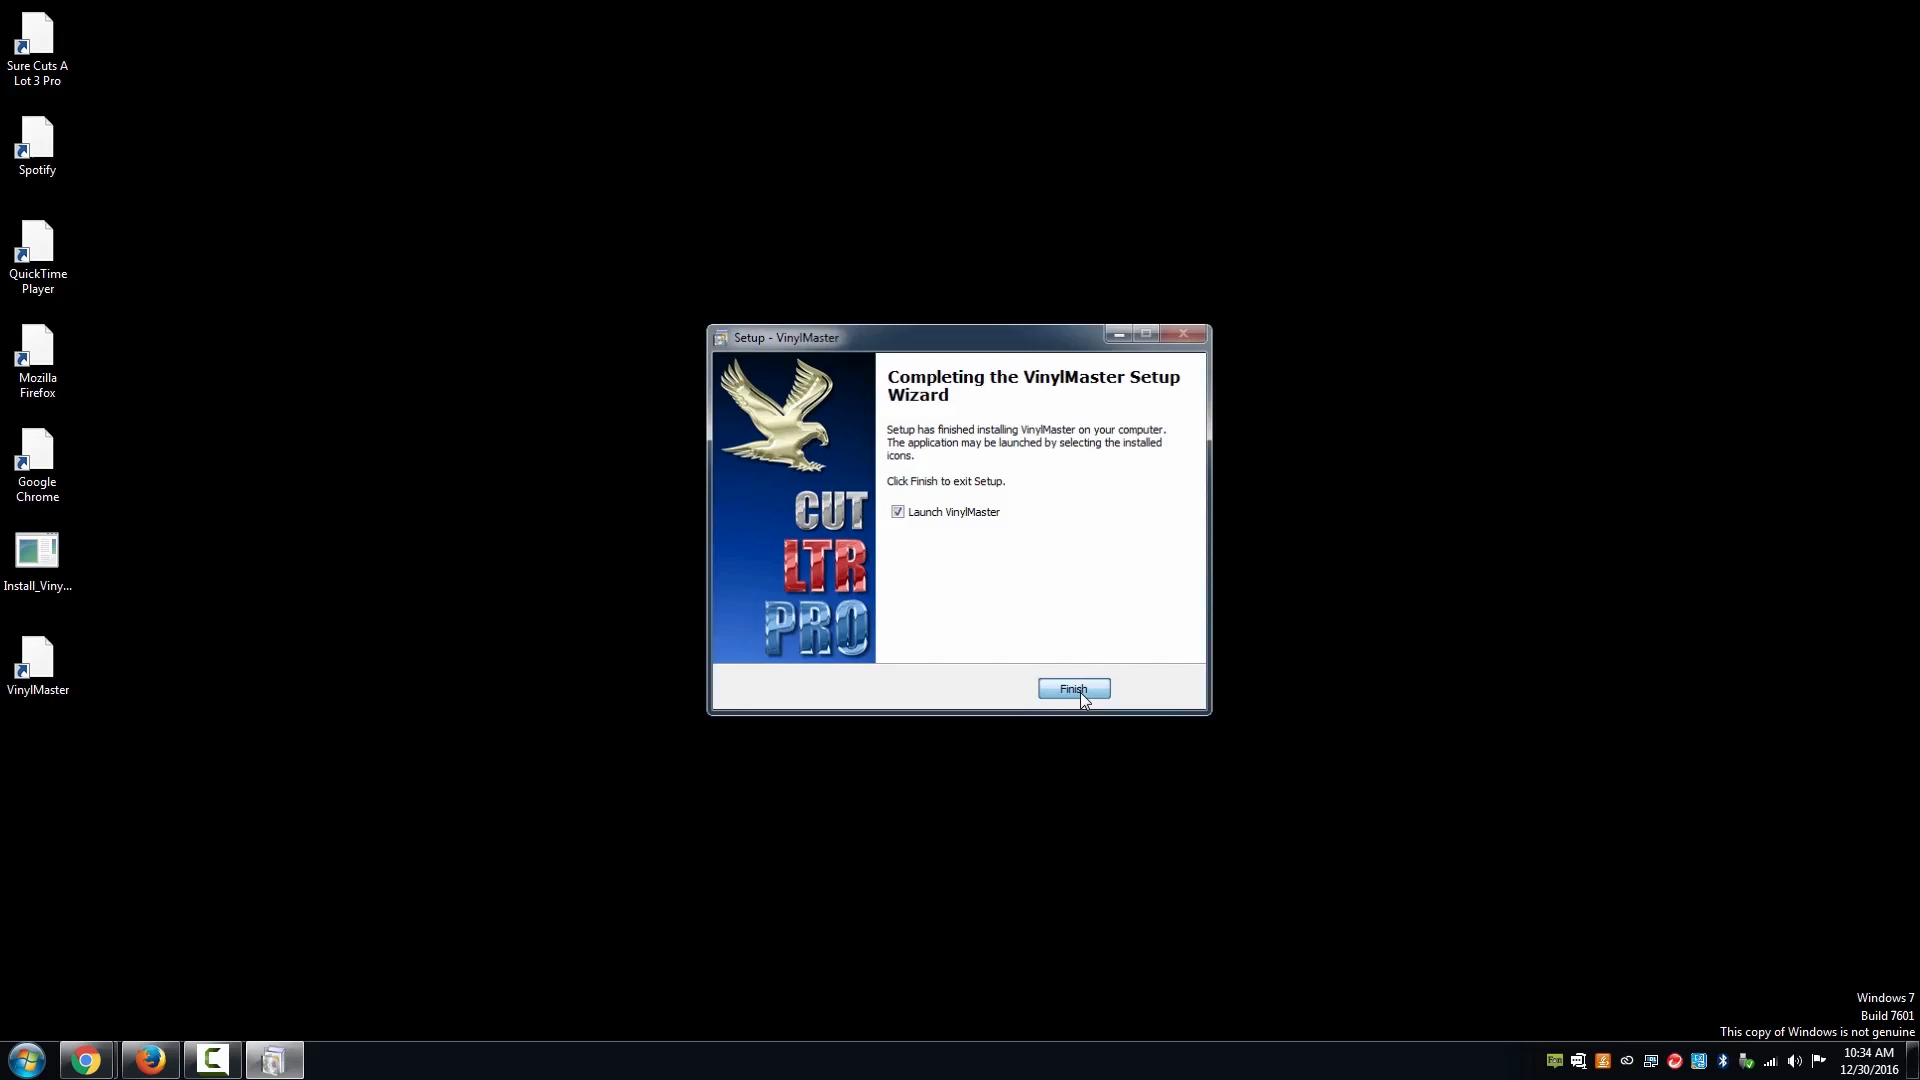 Sure Cuts A
Lot 3 Pro
Spotify
QuickTime
Player
Mozilla
Firefox
Google
Chrome
Install_Viny...
VinylMaster
Setup - VinylMaster
CUT
LTR
PRO
Completing the VinylMaster Setup
Wizard
Setup has finished installing VinylMaster on your computer.
The application may be launched by selecting the installed
icons.
Click Finish to exit Setup.
Launch VinylMaster
Finish
Windows 7
Build 7601
This copy of Windows is not genuine
10:34 AM
12/30/2016